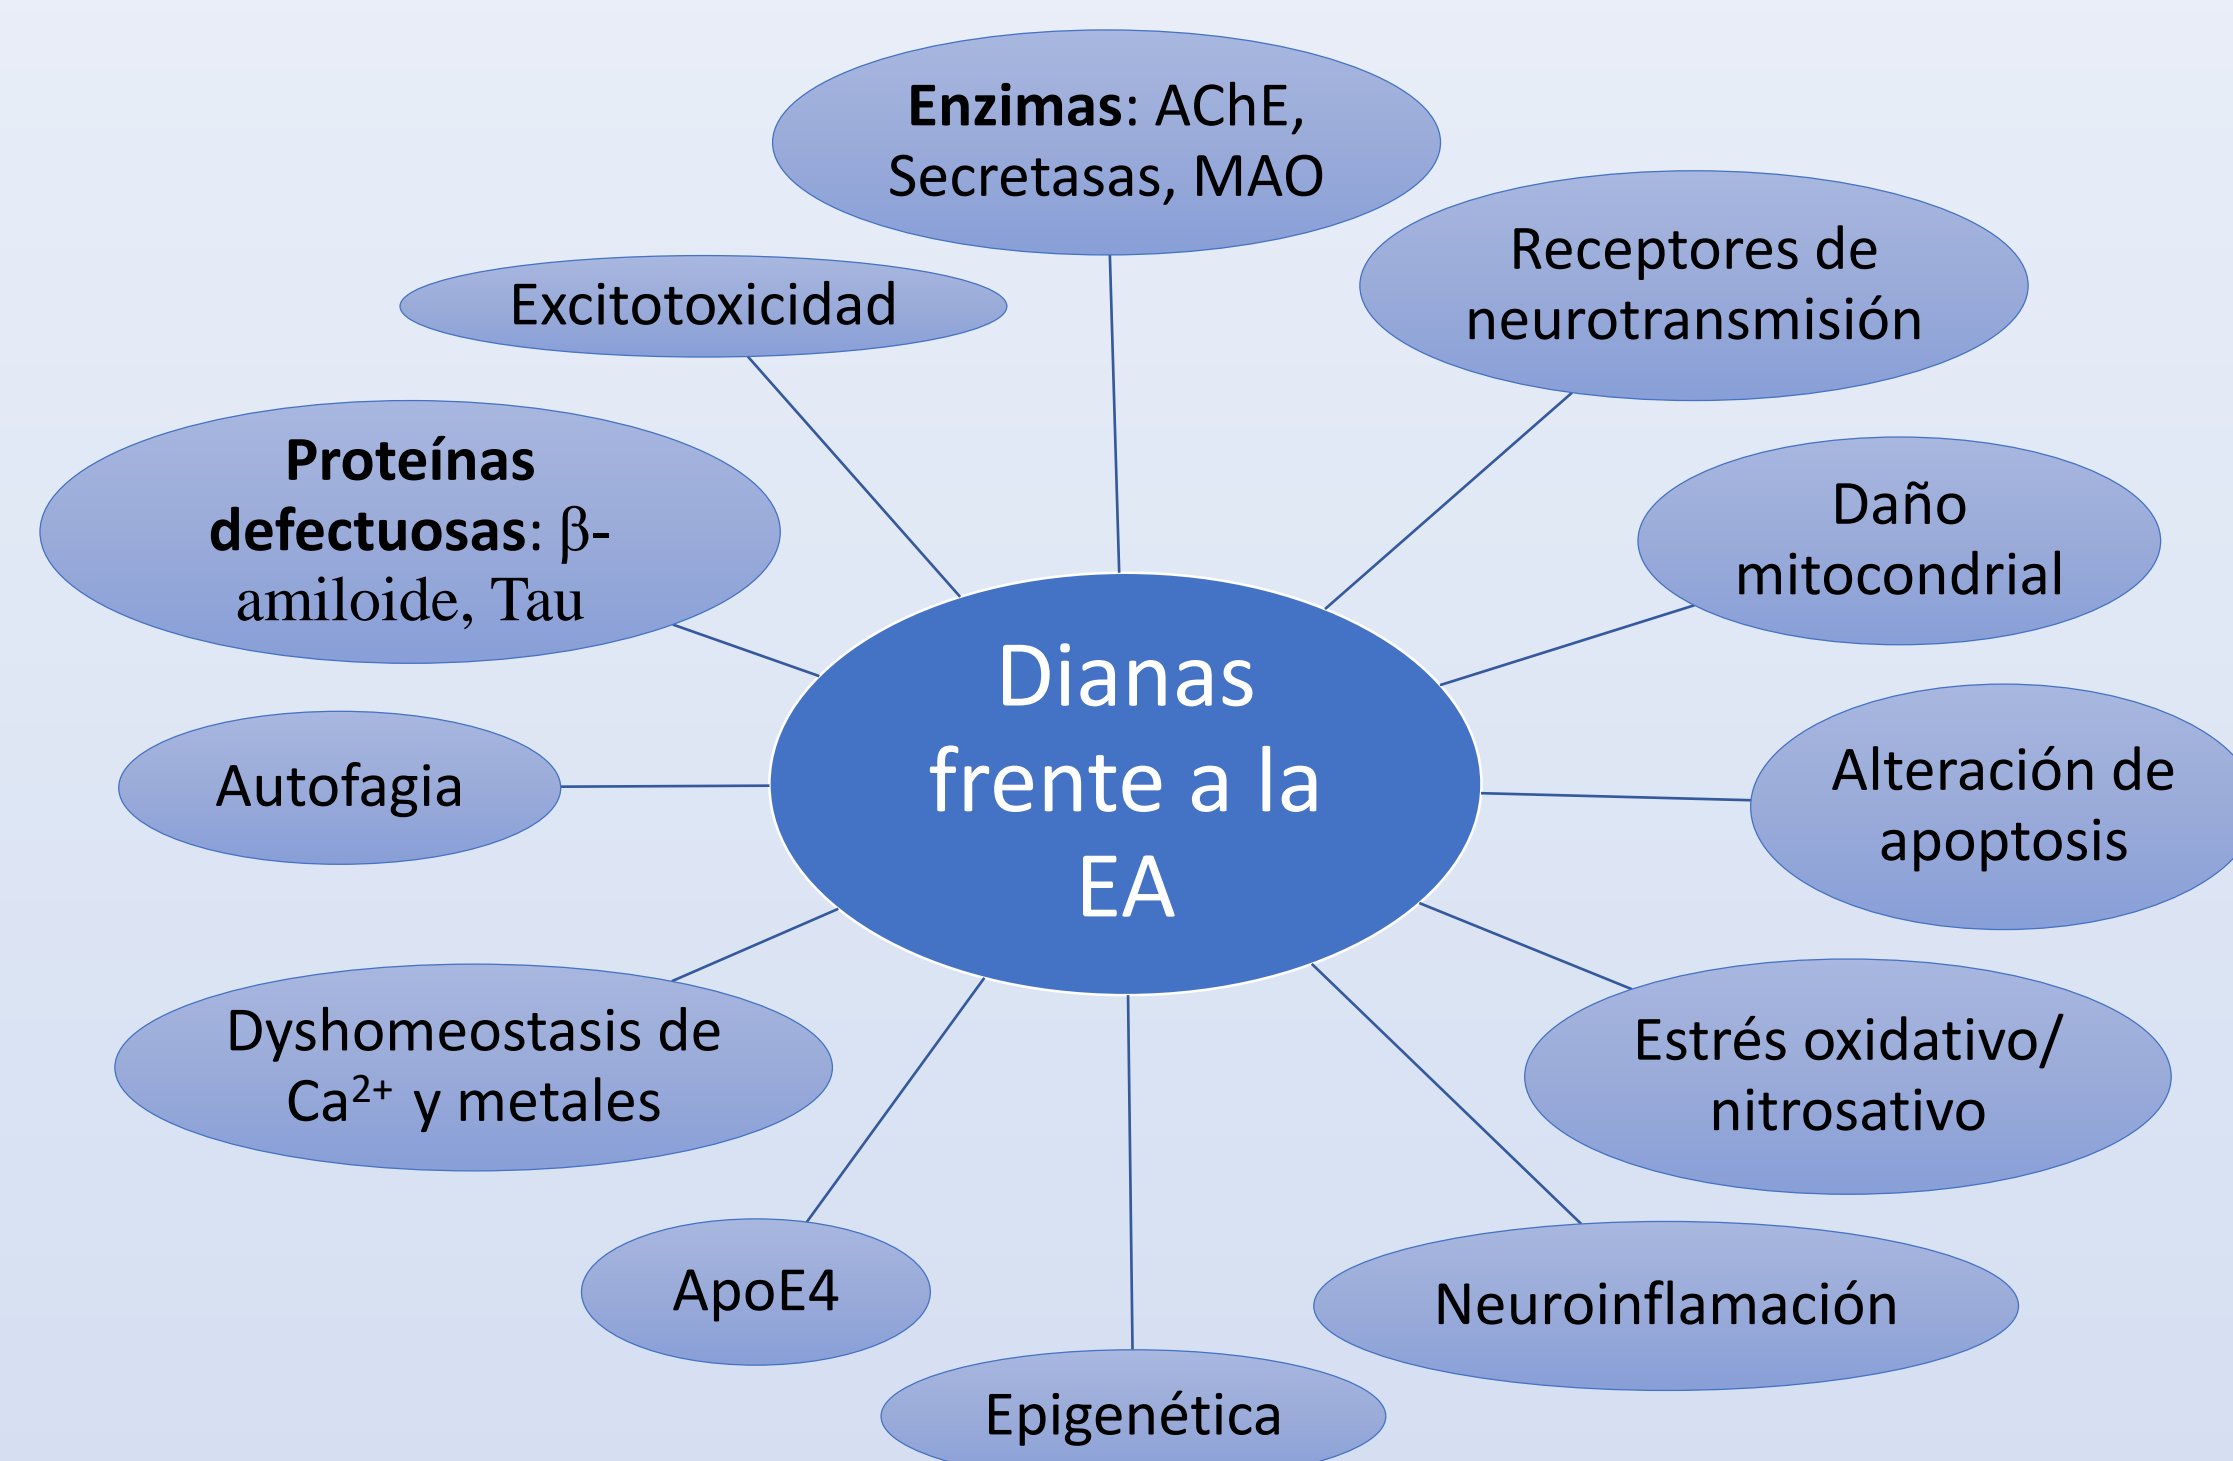 Enzimas: AChE,
Secretasas, MAO
Receptores de
neurotransmisión
Excitotoxicidad
Proteínas
defectuosas: β-
amiloide, Tau
Daño
mitocondrial
Dianas
frente a la
EA
Autofagia
Alteración de
apoptosis
Dyshomeostasis de
Ca²⁺ y metales
Estrés oxidativo/
nitrosativo
ApoE4
Neuroinflamación
Epigenética